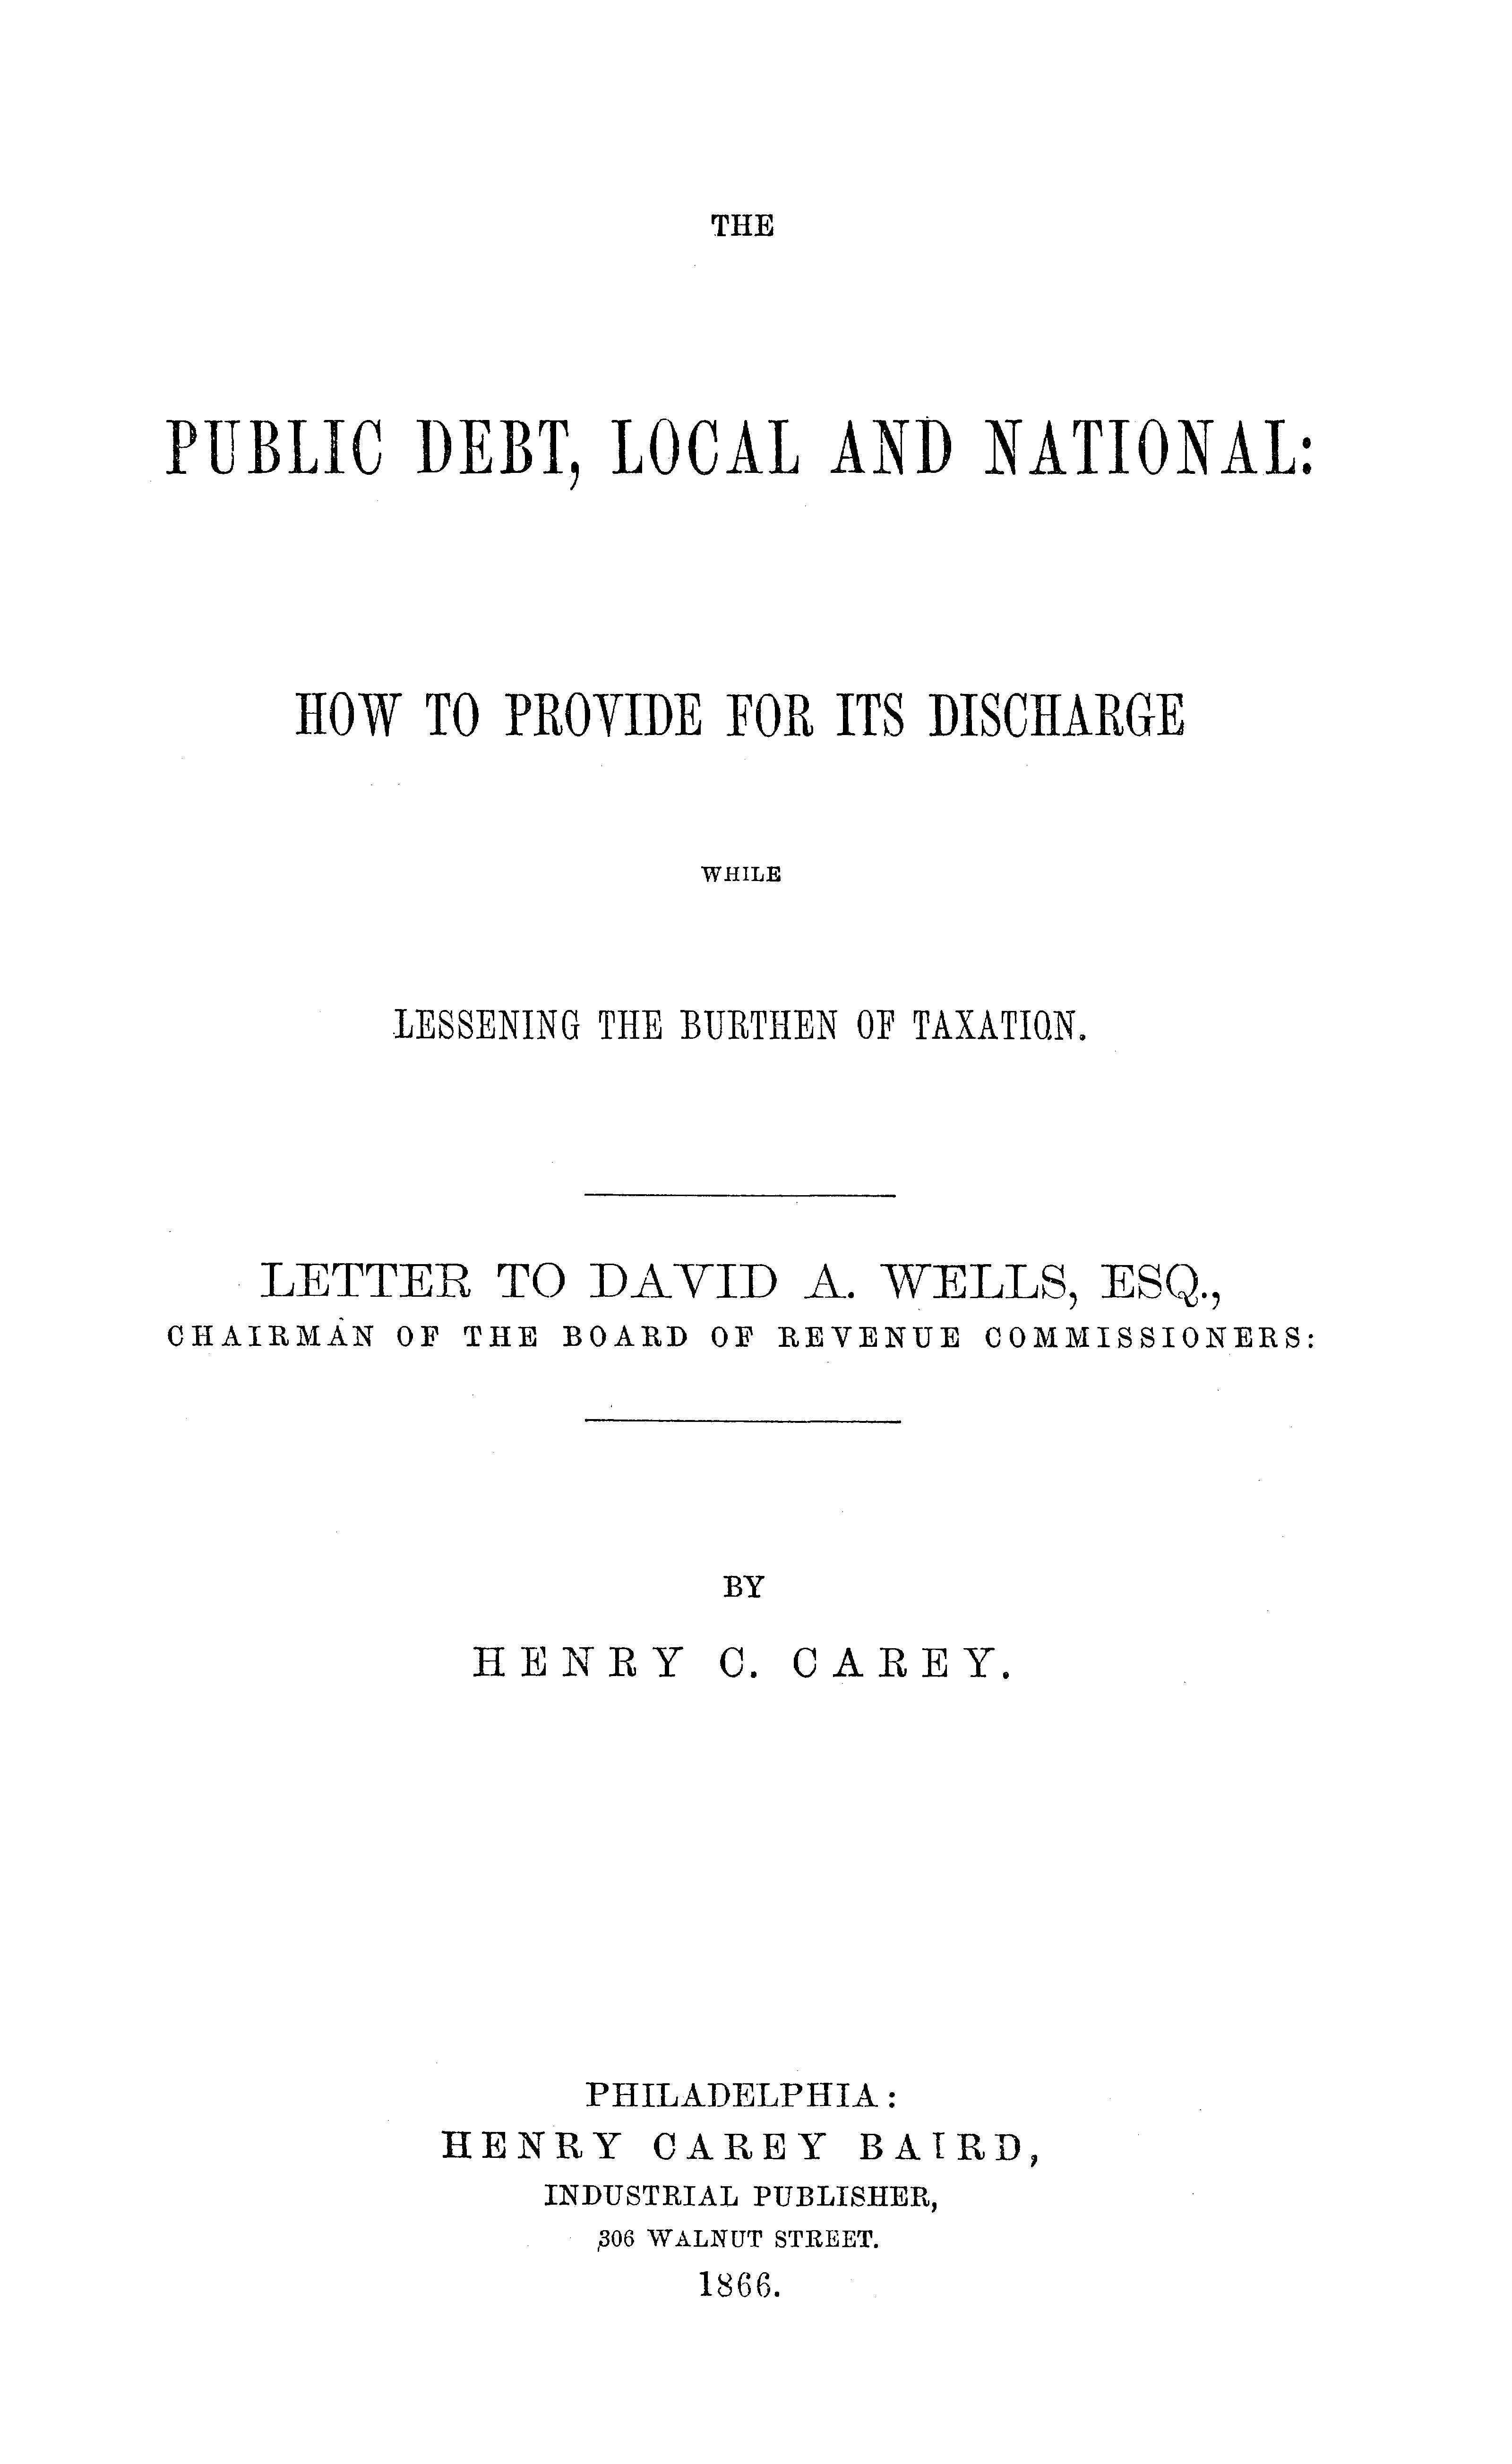 THE
PUBLIC DEBT, LOCAL AND NATIONAL:
HOW TO PROVIDE FOR ITS DISCHARGE
WHILE
LESSENING THE BURTHEN OF TAXATION.
LETTER TO DAVID A. WELLS, ESQ.,
CHAIRMAN OF THE BOARD OF REVENUE COMMISSIONERS:
BY
HENRY C. CAREY.
PHILADELPHIA:
HENRY CAREY BAIRD,
INDUSTRIAL PUBLISHER,
306 WALNUT STREET.
1866.